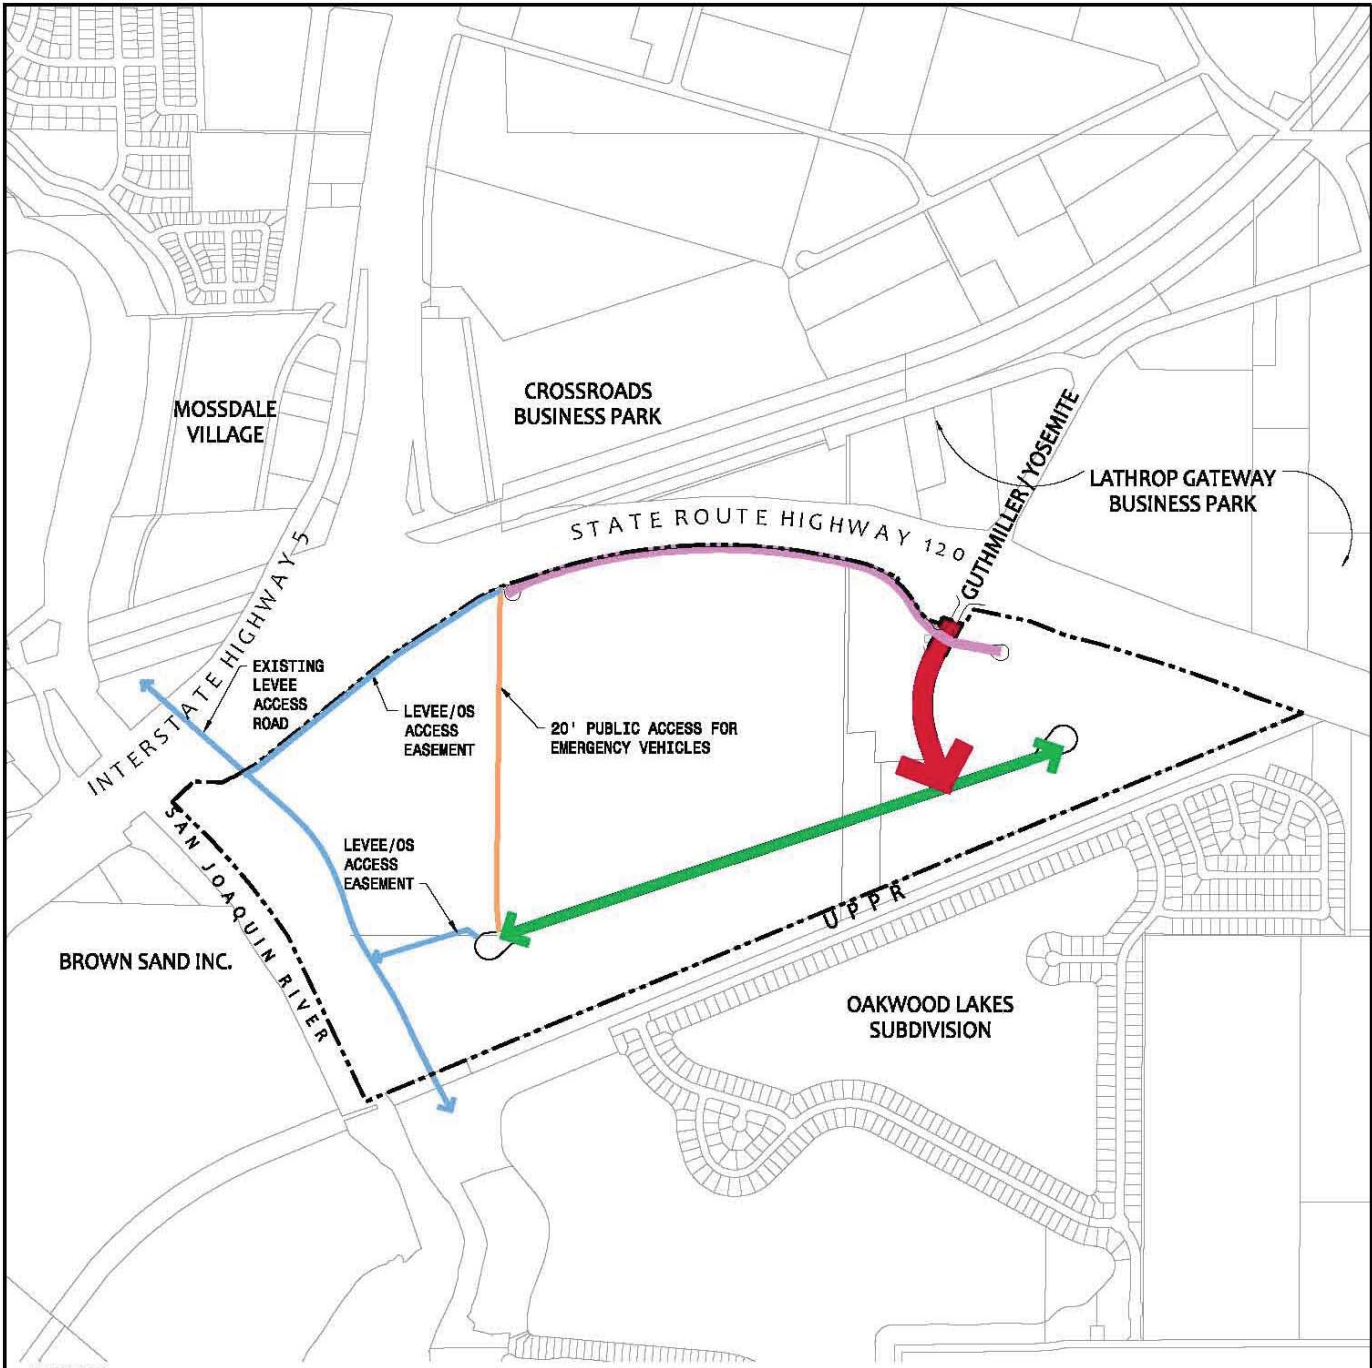 MOSSDALE
VILLAGE
CROSSROADS
BUSINESS PARK
GUTHMILLER/YOSEMITE
LATHROP GATEWAY
BUSINESS PARK
STATE ROUTE HIGHWAY 120
INTERSTATE HIGHWAY 5
EXISTING
LEVEE
ACCESS
ROAD
LEVEE/OS
ACCESS
EASEMENT
20' PUBLIC ACCESS FOR
EMERGENCY VEHICLES
SAN JOAQUIN RIVER
LEVEE/OS
ACCESS
EASEMENT
UPPR
BROWN SAND INC.
OAKWOOD LAKES
SUBDIVISION